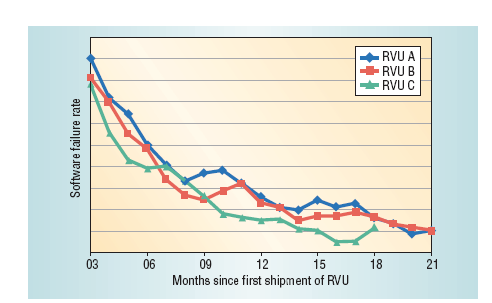 RVU A
RVU B
RVU C
Software failure rate
03 06 09 12 15 18 21
Months since first shipment of RVU